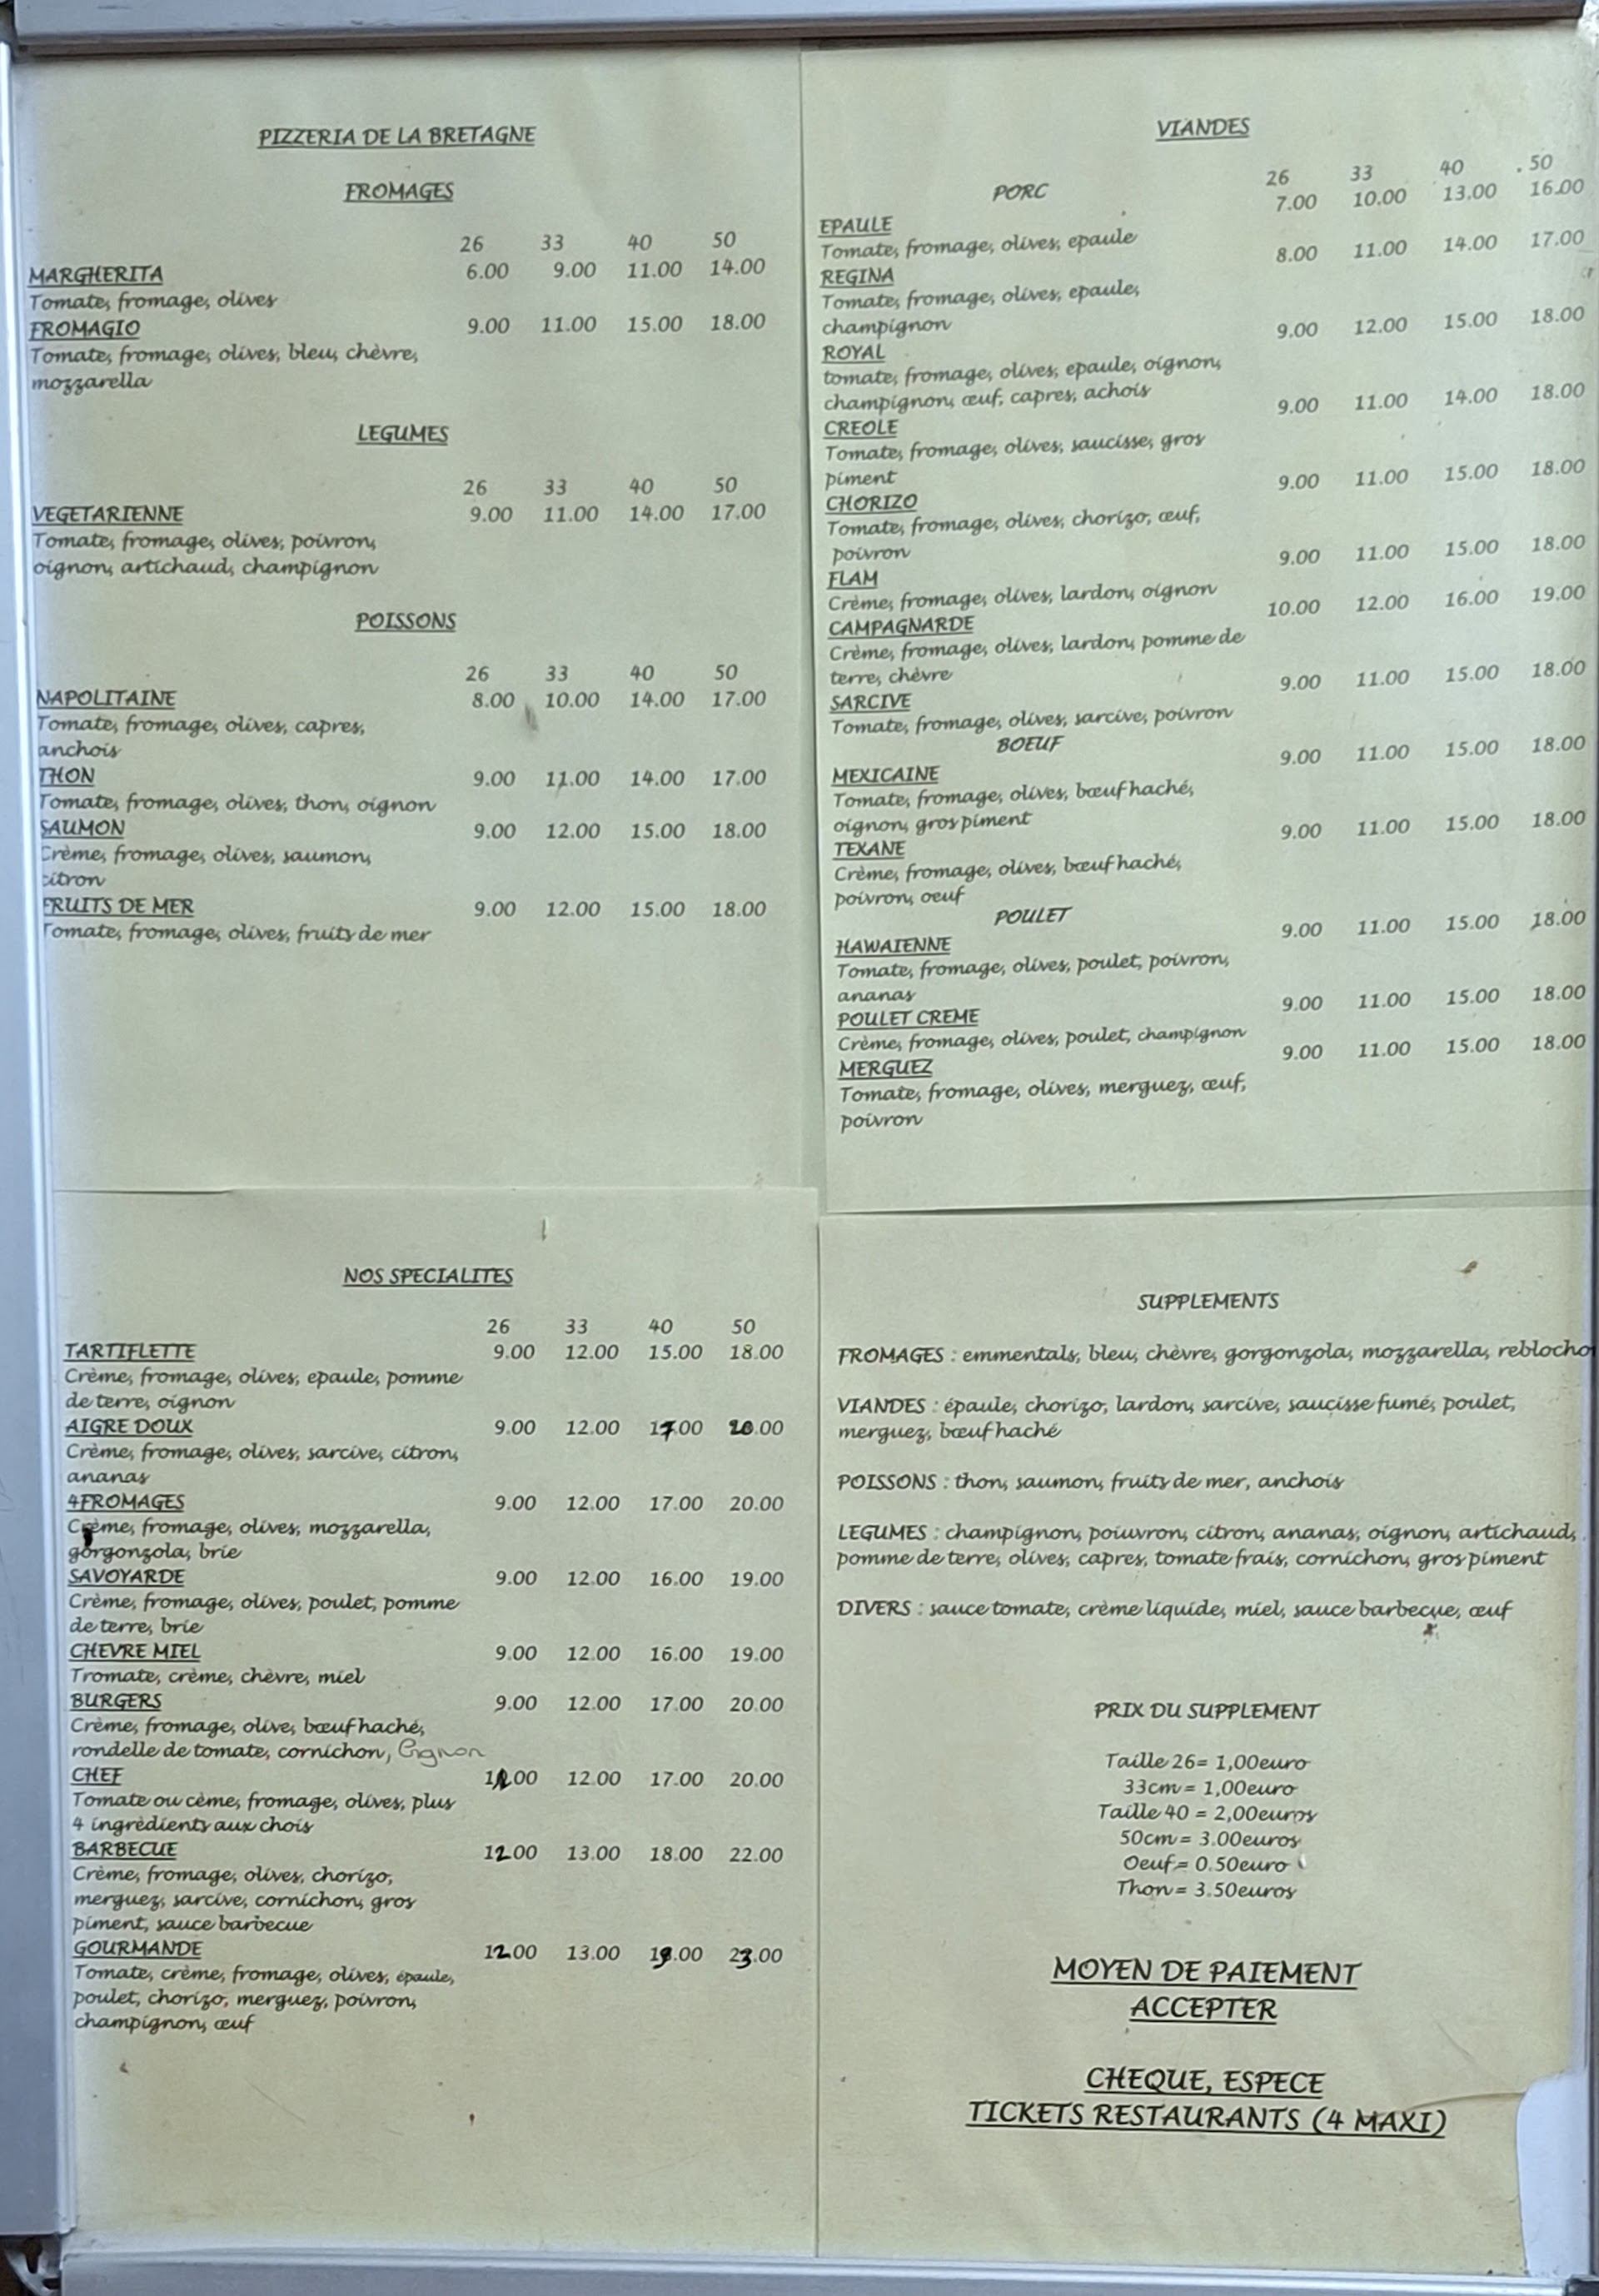 PIZZERIA DE LA BRETAGNE
FROMAGES
26 33 40 50
MARGHERITA 6.00 9.00 11.00 14.00
Tomate, fromage, olives
FROMAGIO 9.00 11.00 15.00 18.00
Tomate, fromage, olives, bleu, chèvre,
mozzarella
LEGUMES
26 33 40 50
VEGETARIENNE 9.00 11.00 14.00 17.00
Tomate, fromage, olives, poivron,
oignon, artichaud, champignon
POISSONS
26 33 40 50
NAPOLITAINE 8.00 10.00 14.00 17.00
Tomate, fromage, olives, capres,
anchois
THON 9.00 11.00 14.00 17.00
Tomate, fromage, olives, thon, oignon
SAUMON 9.00 12.00 15.00 18.00
Crème, fromage, olives, saumon,
citron
FRUITS DE MER 9.00 12.00 15.00 18.00
Tomate, fromage, olives, fruits de mer
VIANDES
26 33 40 50
PORC 7.00 10.00 13.00 16.00
EPAULE
Tomate, fromage, olives, epaule 8.00 11.00 14.00 17.00
REGINA
Tomate, fromage, olives, epaule,
champignon 9.00 12.00 15.00 18.00
ROYAL
tomate, fromage, olives, epaule, oignon,
champignon, œuf, capres, achois 9.00 11.00 14.00 18.00
CREOLE
Tomate, fromage, olives, saucisse, gros
piment 9.00 11.00 15.00 18.00
CHORIZO
Tomate, fromage, olives, chorizo, œuf,
poivron 9.00 11.00 15.00 18.00
FLAM
Crème, fromage, olives, lardon, oignon 10.00 12.00 16.00 19.00
CAMPAGNARDE
Crème, fromage, olives, lardon, pomme de
terre, chèvre 9.00 11.00 15.00 18.00
SARCIVE
Tomate, fromage, olives, sarcive, poivron
BOEUF 9.00 11.00 15.00 18.00
MEXICAINE
Tomate, fromage, olives, bœuf haché,
oignon, gros piment 9.00 11.00 15.00 18.00
TEXANE
Crème, fromage, olives, bœuf haché,
poivron, oeuf
POULET 9.00 11.00 15.00 18.00
HAWAIENNE
Tomate, fromage, olives, poulet, poivron,
ananas 9.00 11.00 15.00 18.00
POULET CREME
Crème, fromage, olives, poulet, champignon 9.00 11.00 15.00 18.00
MERGUEZ
Tomate, fromage, olives, merguez, œuf,
poivron
NOS SPECIALITES
26 33 40 50
TARTIFLETTE 9.00 12.00 15.00 18.00
Crème, fromage, olives, epaule, pomme
de terre, oignon
AIGRE DOUX 9.00 12.00 17.00 20.00
Crème, fromage, olives, sarcive, citron,
ananas
4FROMAGES 9.00 12.00 17.00 20.00
Crème, fromage, olives, mozzarella,
gorgonzola, brie
SAVOYARDE 9.00 12.00 16.00 19.00
Crème, fromage, olives, poulet, pomme
de terre, brie
CHEVRE MIEL 9.00 12.00 16.00 19.00
Tromate, crème, chèvre, miel
BURGERS 9.00 12.00 17.00 20.00
Crème, fromage, olive, bœuf haché,
rondelle de tomate, cornichon, Oignon
CHEF 12.00 17.00 20.00
Tomate ou cème, fromage, olives, plus
4 ingrèdients aux chois
BARBECUE 12.00 13.00 18.00 22.00
Crème, fromage, olives, chorizo,
merguez, sarcive, cornichon, gros
piment, sauce barbecue
GOURMANDE 12.00 13.00 19.00 23.00
Tomate, crème, fromage, olives, épaule,
poulet, chorizo, merguez, poivron,
champignon, œuf
SUPPLEMENTS
FROMAGES : emmentals, bleu, chèvre, gorgonzola, mozzarella, reblocho
VIANDES : épaule, chorizo, lardon, sarcive, saucisse fumé, poulet,
merguez, bœuf haché
POISSONS : thon, saumon, fruits de mer, anchois
LEGUMES : champignon, poiuvron, citron, ananas, oignon, artichaud,
pomme de terre, olives, capres, tomate frais, cornichon, gros piment
DIVERS : sauce tomate, crème liquide, miel, sauce barbecue, œuf
PRIX DU SUPPLEMENT
Taille 26= 1,00euro
33cm = 1,00euro
Taille 40 = 2,00euros
50cm = 3.00euros
Oeuf = 0.50euro
Thon = 3.50euros
MOYEN DE PAIEMENT
ACCEPTER
CHEQUE, ESPECE
TICKETS RESTAURANTS (4 MAXI)